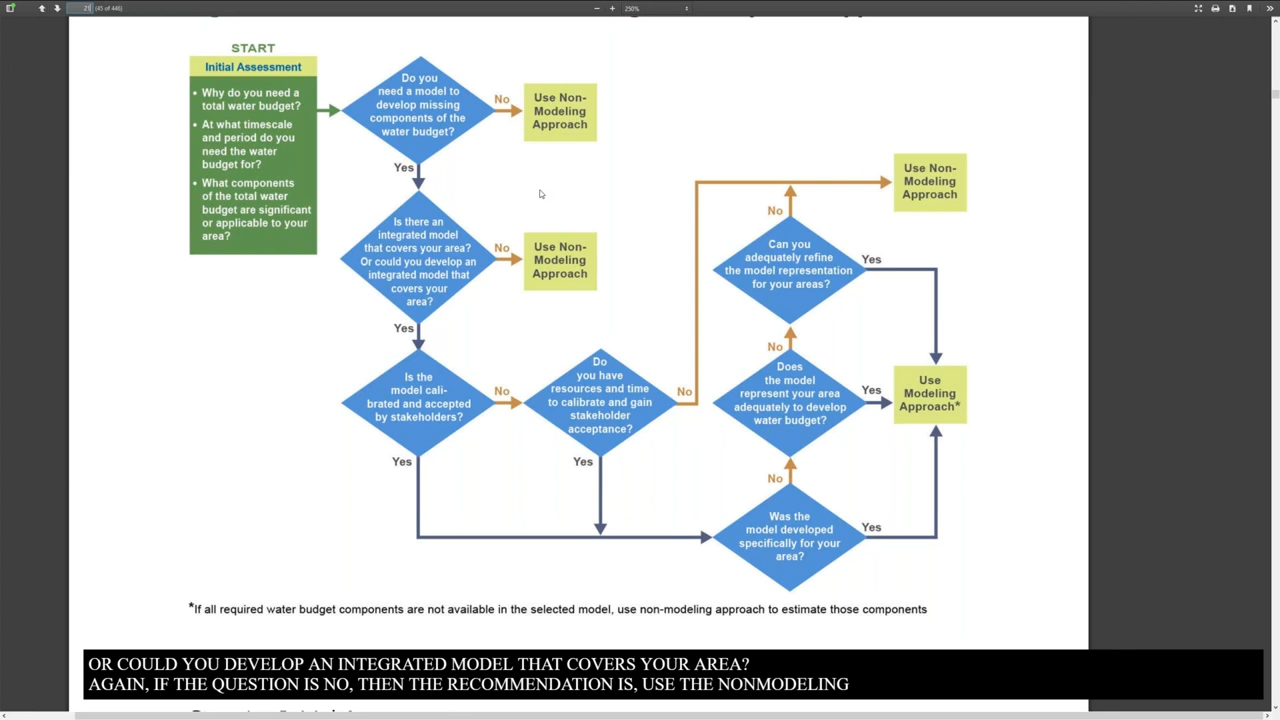 21 (45 of 446)
250%
START
Initial Assessment
• Why do you need a
total water budget?
• At what timescale
and period do you
need the water
budget for?
• What components
of the total water
budget are significant
or applicable to your
area?
Do you
need a model to
develop missing
components of the
water budget?
No
Use Non-
Modeling
Approach
Yes
Is there an
integrated model
that covers your area?
Or could you develop an
integrated model that
covers your
area?
No
Use Non-
Modeling
Approach
Yes
Is the
model cali-
brated and accepted
by stakeholders?
No
Do
you have
resources and time
to calibrate and gain
stakeholder
acceptance?
No
Yes
Yes
Use Non-
Modeling
Approach
No
Can you
adequately refine
the model representation
for your areas?
Yes
No
Does
the model
represent your area
adequately to develop
water budget?
Yes
Use
Modeling
Approach*
No
Was the
model developed
specifically for your
area?
Yes
*If all required water budget components are not available in the selected model, use non-modeling approach to estimate those components
OR COULD YOU DEVELOP AN INTEGRATED MODEL THAT COVERS YOUR AREA?
AGAIN, IF THE QUESTION IS NO, THEN THE RECOMMENDATION IS, USE THE NONMODELING